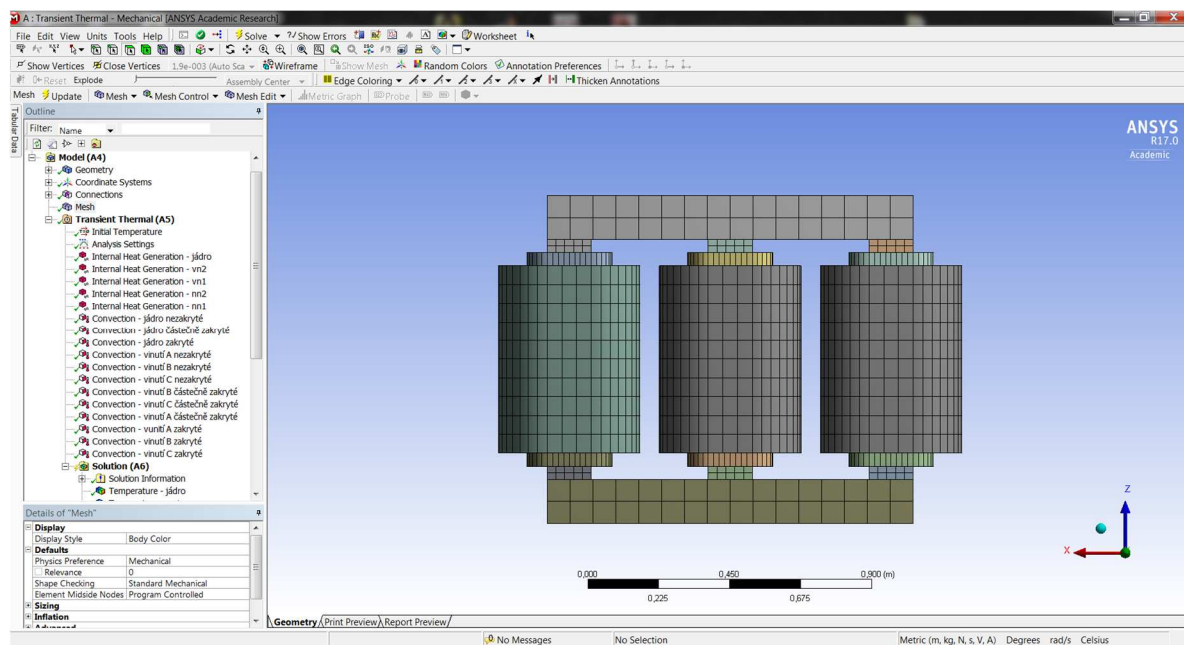 A : Transient Thermal - Mechanical [ANSYS Academic Research]
File Edit View Units Tools Help Solve ?/ Show Errors Worksheet
Show Vertices Close Vertices 1.9e-003 (Auto Sca Wireframe Show Mesh Random Colors Annotation Preferences
Reset Explode Assembly Center Edge Coloring Thicken Annotations
Mesh Update Mesh Mesh Control Mesh Edit Metric Graph Probe
Tabular Data
Outline
Filter: Name
Model (A4)
Geometry
Coordinate Systems
Connections
Mesh
Transient Thermal (A5)
Initial Temperature
Analysis Settings
Internal Heat Generation - jádro
Internal Heat Generation - vn2
Internal Heat Generation - vn1
Internal Heat Generation - nn2
Internal Heat Generation - nn1
Convection - jádro nezakryté
Convection - jádro částečně zakryté
Convection - jádro zakryté
Convection - vinutí A nezakryté
Convection - vinutí B nezakryté
Convection - vinutí C nezakryté
Convection - vinutí B částečně zakryté
Convection - vinutí C částečně zakryté
Convection - vinutí A částečně zakryté
Convection - vunití A zakryté
Convection - vinutí B zakryté
Convection - vinutí C zakryté
Solution (A6)
Solution Information
Temperature - jádro
Details of "Mesh"
Display
Display Style Body Color
Defaults
Physics Preference Mechanical
Relevance 0
Shape Checking Standard Mechanical
Element Midside Nodes Program Controlled
Sizing
Inflation
ANSYS
R17.0
Academic
Z
X
0,000 0,450 0,900 (m)
0,225 0,675
Geometry Print Preview Report Preview
No Messages No Selection Metric (m, kg, N, s, V, A) Degrees rad/s Celsius